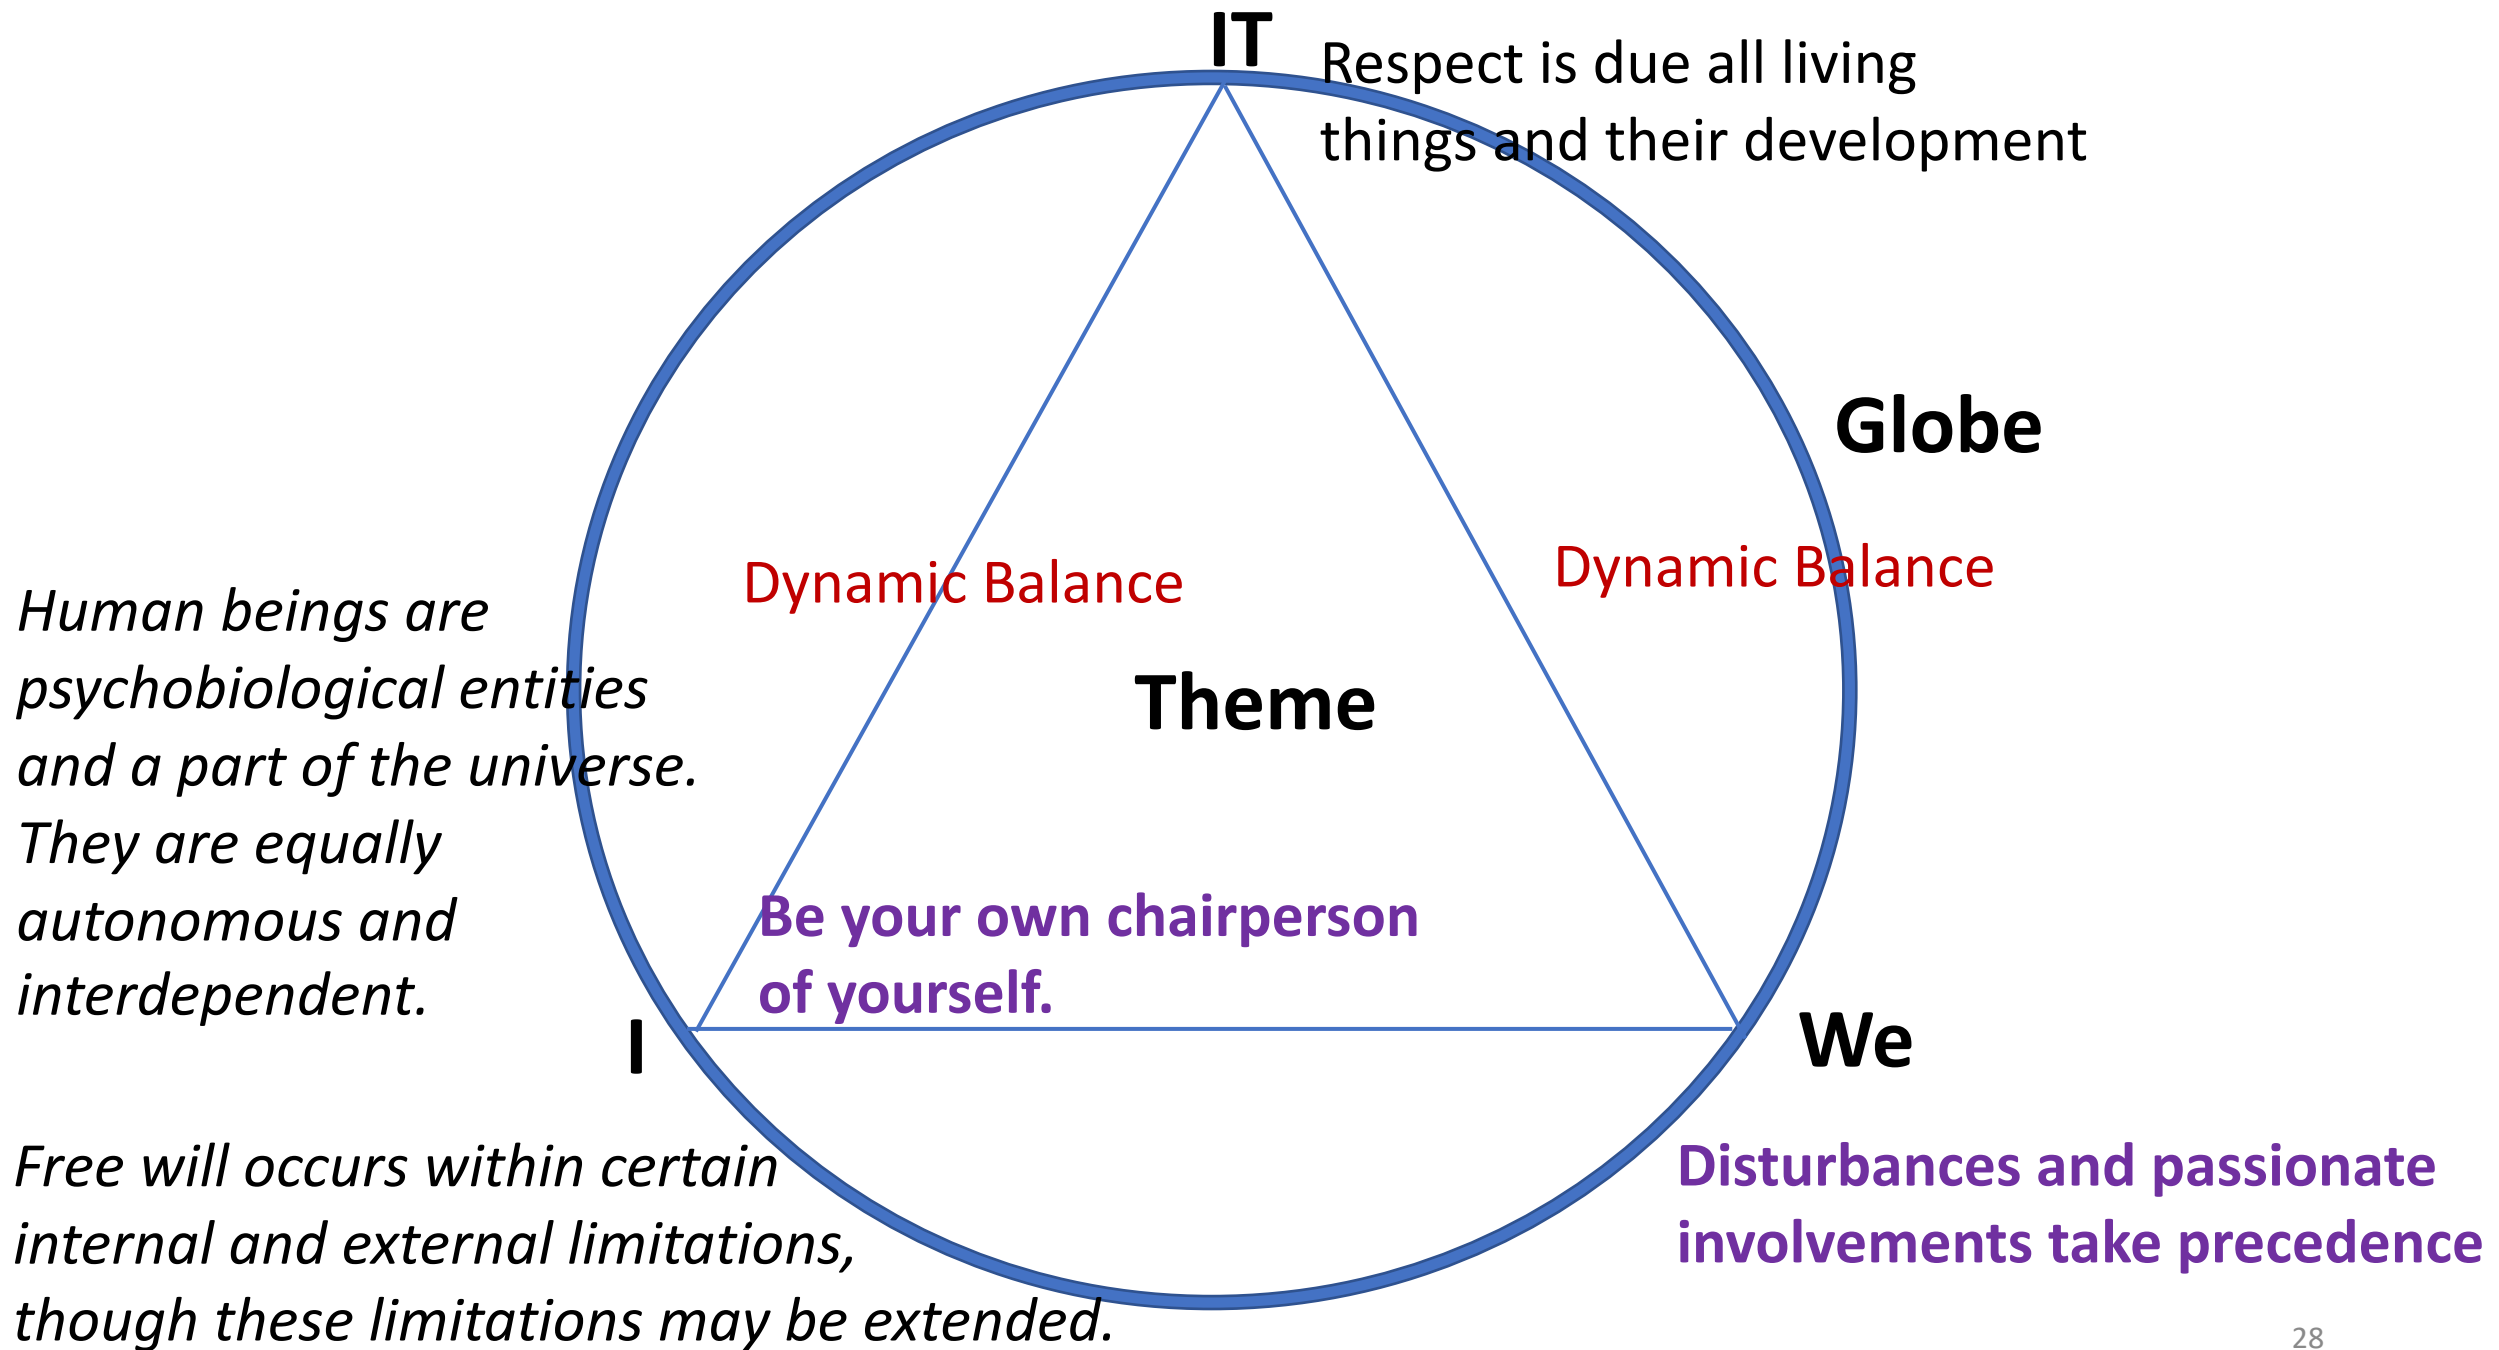 IT
Respect is due all living
things and their development
Globe
Dynamic Balance
Dynamic Balance
Human beings are
psychobiological entities
and a part of the universe.
They are equally
autonomous and
interdependent.
Theme
Be your own chairperson
of yourself.
I
We
Free will occurs within certain
internal and external limitations,
though these limitations may be extended.
Disturbances and passionate
involvements take precedence
28